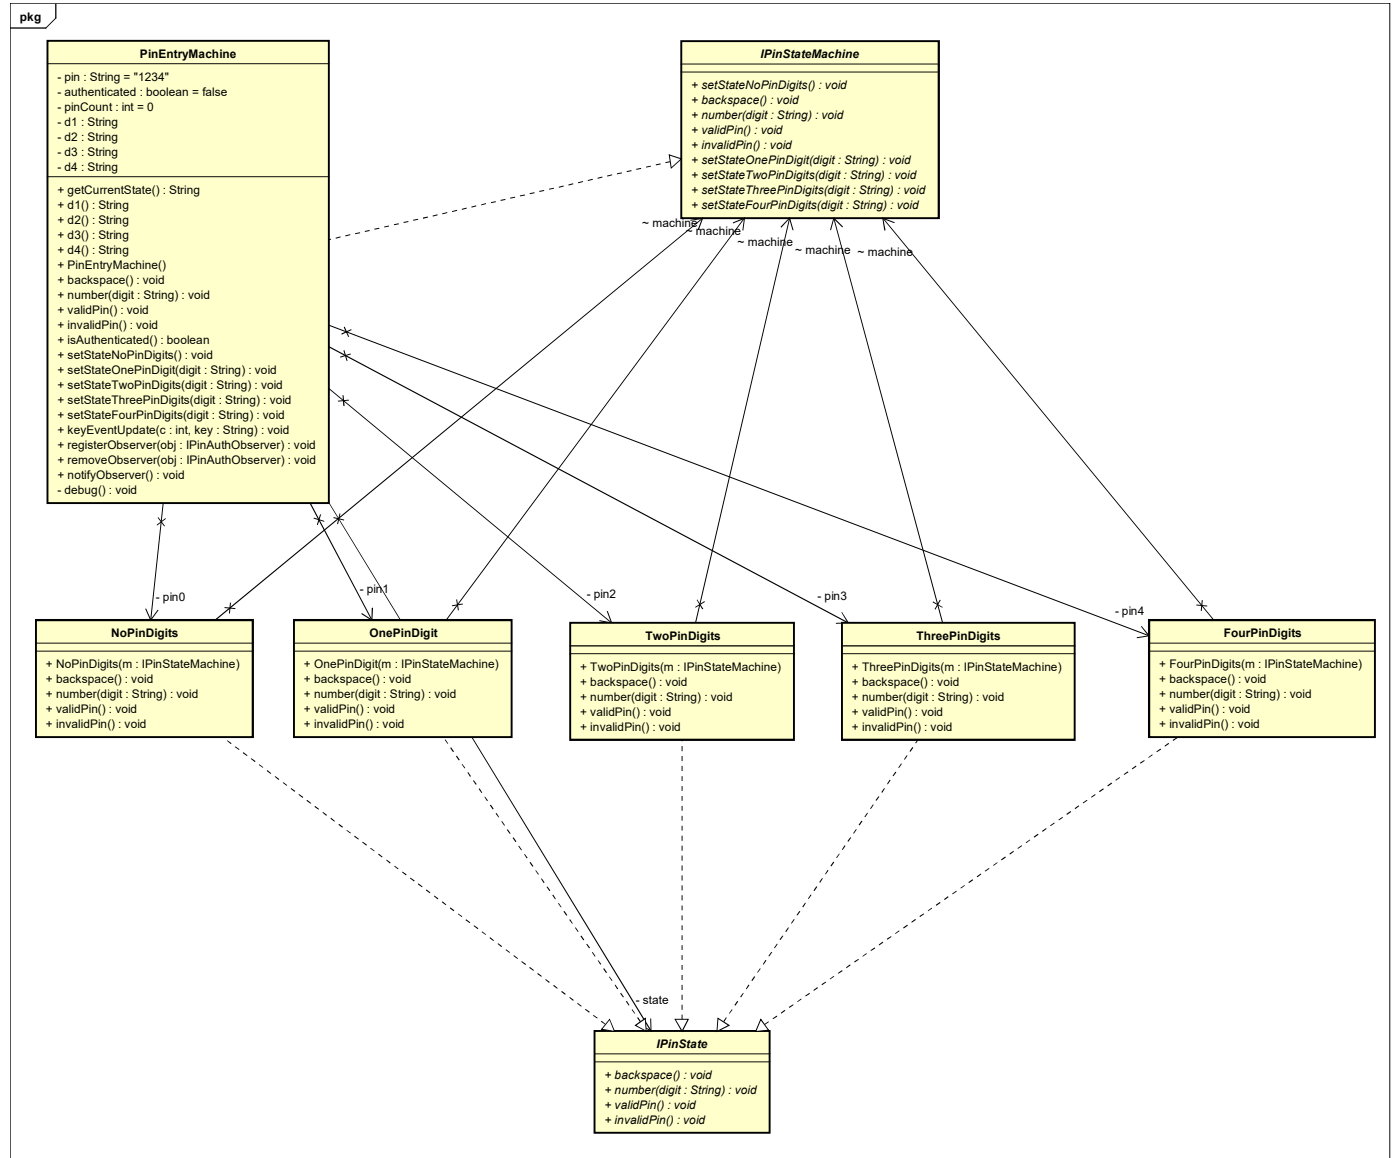 pkg
PinEntryMachine
- pin : String = "1234"
- authenticated : boolean = false
- pinCount : int = 0
- d1 : String
- d2 : String
- d3 : String
- d4 : String
+ getCurrentState() : String
+ d1() : String
+ d2() : String
+ d3() : String
+ d4() : String
+ PinEntryMachine()
+ backspace() : void
+ number(digit : String) : void
+ validPin() : void
+ invalidPin() : void
+ isAuthenticated() : boolean
+ setStateNoPinDigits() : void
+ setStateOnePinDigit(digit : String) : void
+ setStateTwoPinDigits(digit : String) : void
+ setStateThreePinDigits(digit : String) : void
+ setStateFourPinDigits(digit : String) : void
+ keyEventUpdate(c : int, key : String) : void
+ registerObserver(obj : IPinAuthObserver) : void
+ removeObserver(obj : IPinAuthObserver) : void
+ notifyObserver() : void
- debug() : void
IPinStateMachine
+ setStateNoPinDigits() : void
+ backspace() : void
+ number(digit : String) : void
+ validPin() : void
+ invalidPin() : void
+ setStateOnePinDigit(digit : String) : void
+ setStateTwoPinDigits(digit : String) : void
+ setStateThreePinDigits(digit : String) : void
+ setStateFourPinDigits(digit : String) : void
~ machine
~ machine
~ machine
~ machine
~ machine
- pin0
- pin1
- pin2
- pin3
- pin4
NoPinDigits
+ NoPinDigits(m : IPinStateMachine)
+ backspace() : void
+ number(digit : String) : void
+ validPin() : void
+ invalidPin() : void
OnePinDigit
+ OnePinDigit(m : IPinStateMachine)
+ backspace() : void
+ number(digit : String) : void
+ validPin() : void
+ invalidPin() : void
TwoPinDigits
+ TwoPinDigits(m : IPinStateMachine)
+ backspace() : void
+ number(digit : String) : void
+ validPin() : void
+ invalidPin() : void
ThreePinDigits
+ ThreePinDigits(m : IPinStateMachine)
+ backspace() : void
+ number(digit : String) : void
+ validPin() : void
+ invalidPin() : void
FourPinDigits
+ FourPinDigits(m : IPinStateMachine)
+ backspace() : void
+ number(digit : String) : void
+ validPin() : void
+ invalidPin() : void
- state
IPinState
+ backspace() : void
+ number(digit : String) : void
+ validPin() : void
+ invalidPin() : void